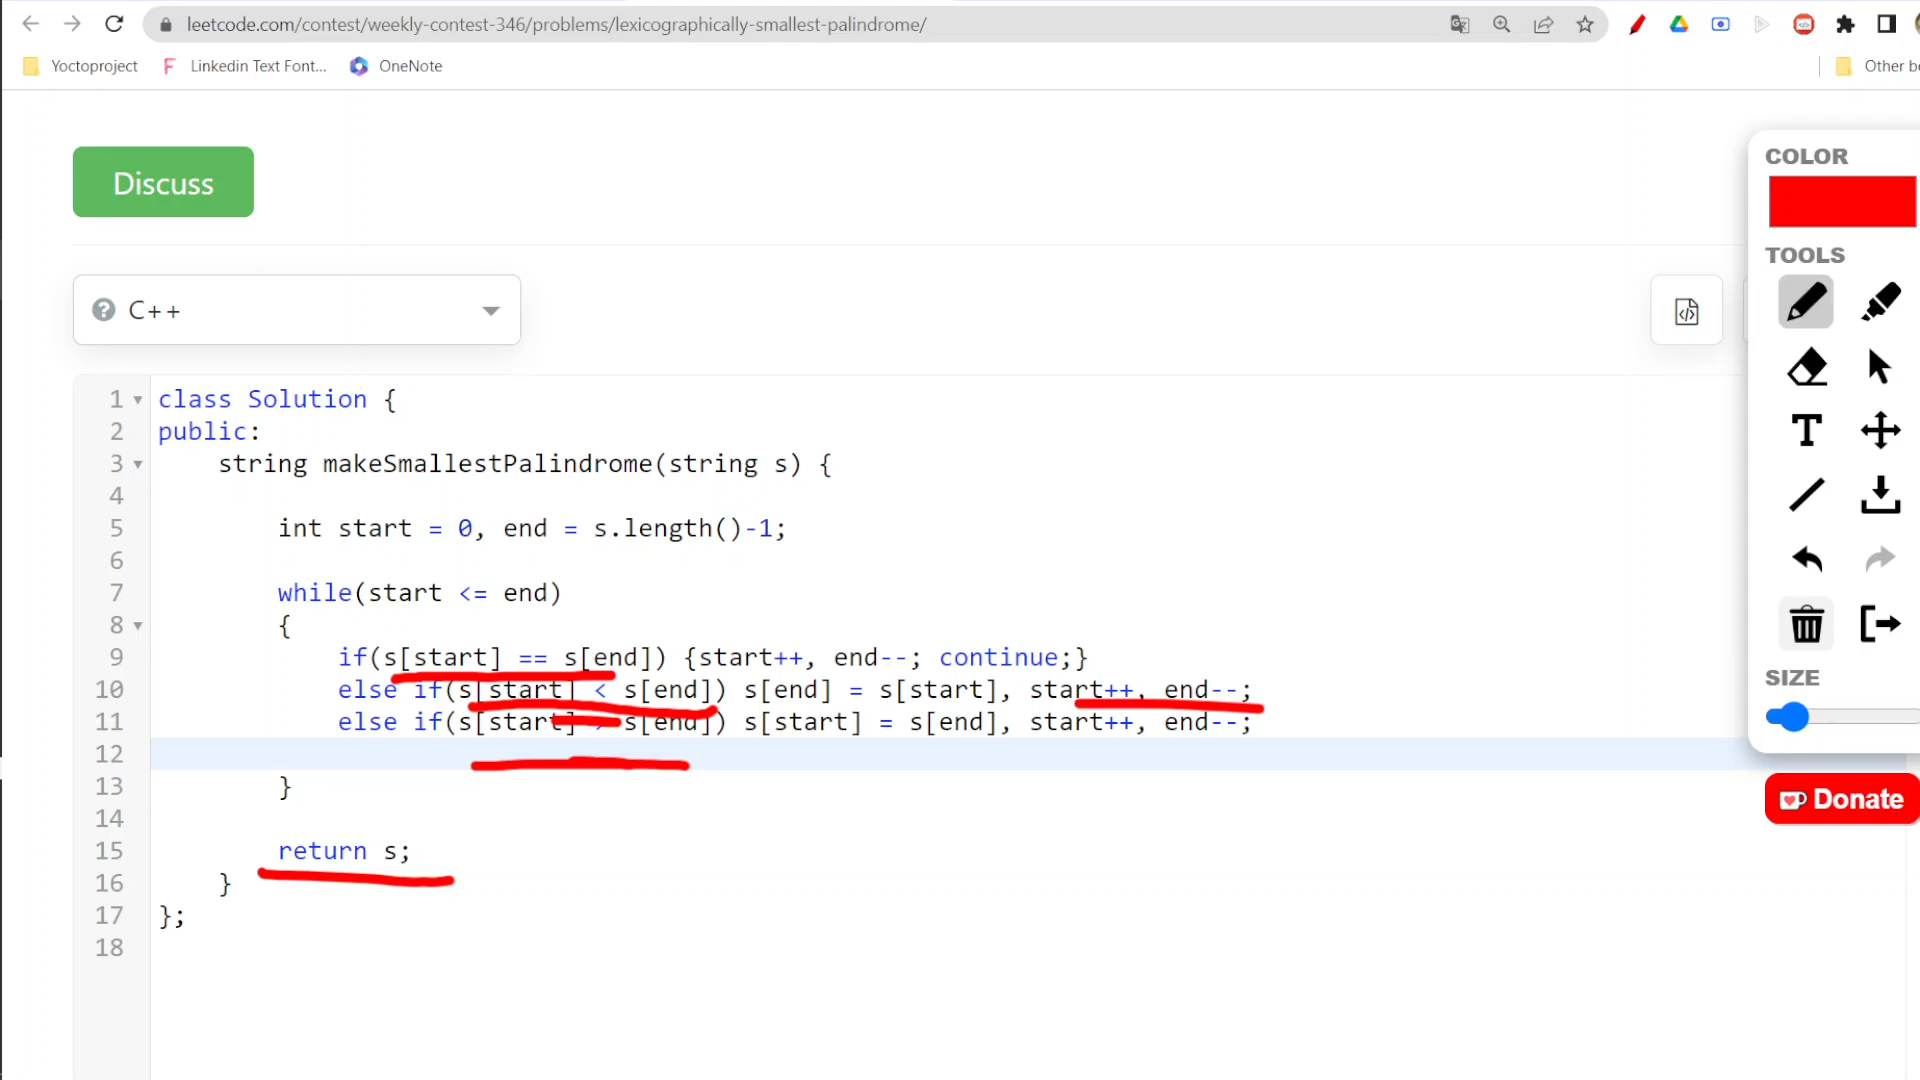 leetcode.com/contest/weekly-contest-346/problems/lexicographically-smallest-palindrome/
Yoctoproject
F Linkedin Text Font...
OneNote
Other be
Discuss
? C++
COLOR
TOOLS
T
SIZE
Donate
1 class Solution {
2 public:
3 string makeSmallestPalindrome(string s) {
4
5 int start = 0, end = s.length()-1;
6
7 while(start <= end)
8 {
9 if(s[start] == s[end]) {start++, end--; continue;}
10 else if(s[start] < s[end]) s[end] = s[start], start++, end--;
11 else if(s[start] > s[end]) s[start] = s[end], start++, end--;
12
13 }
14
15 return s;
16 }
17 };
18